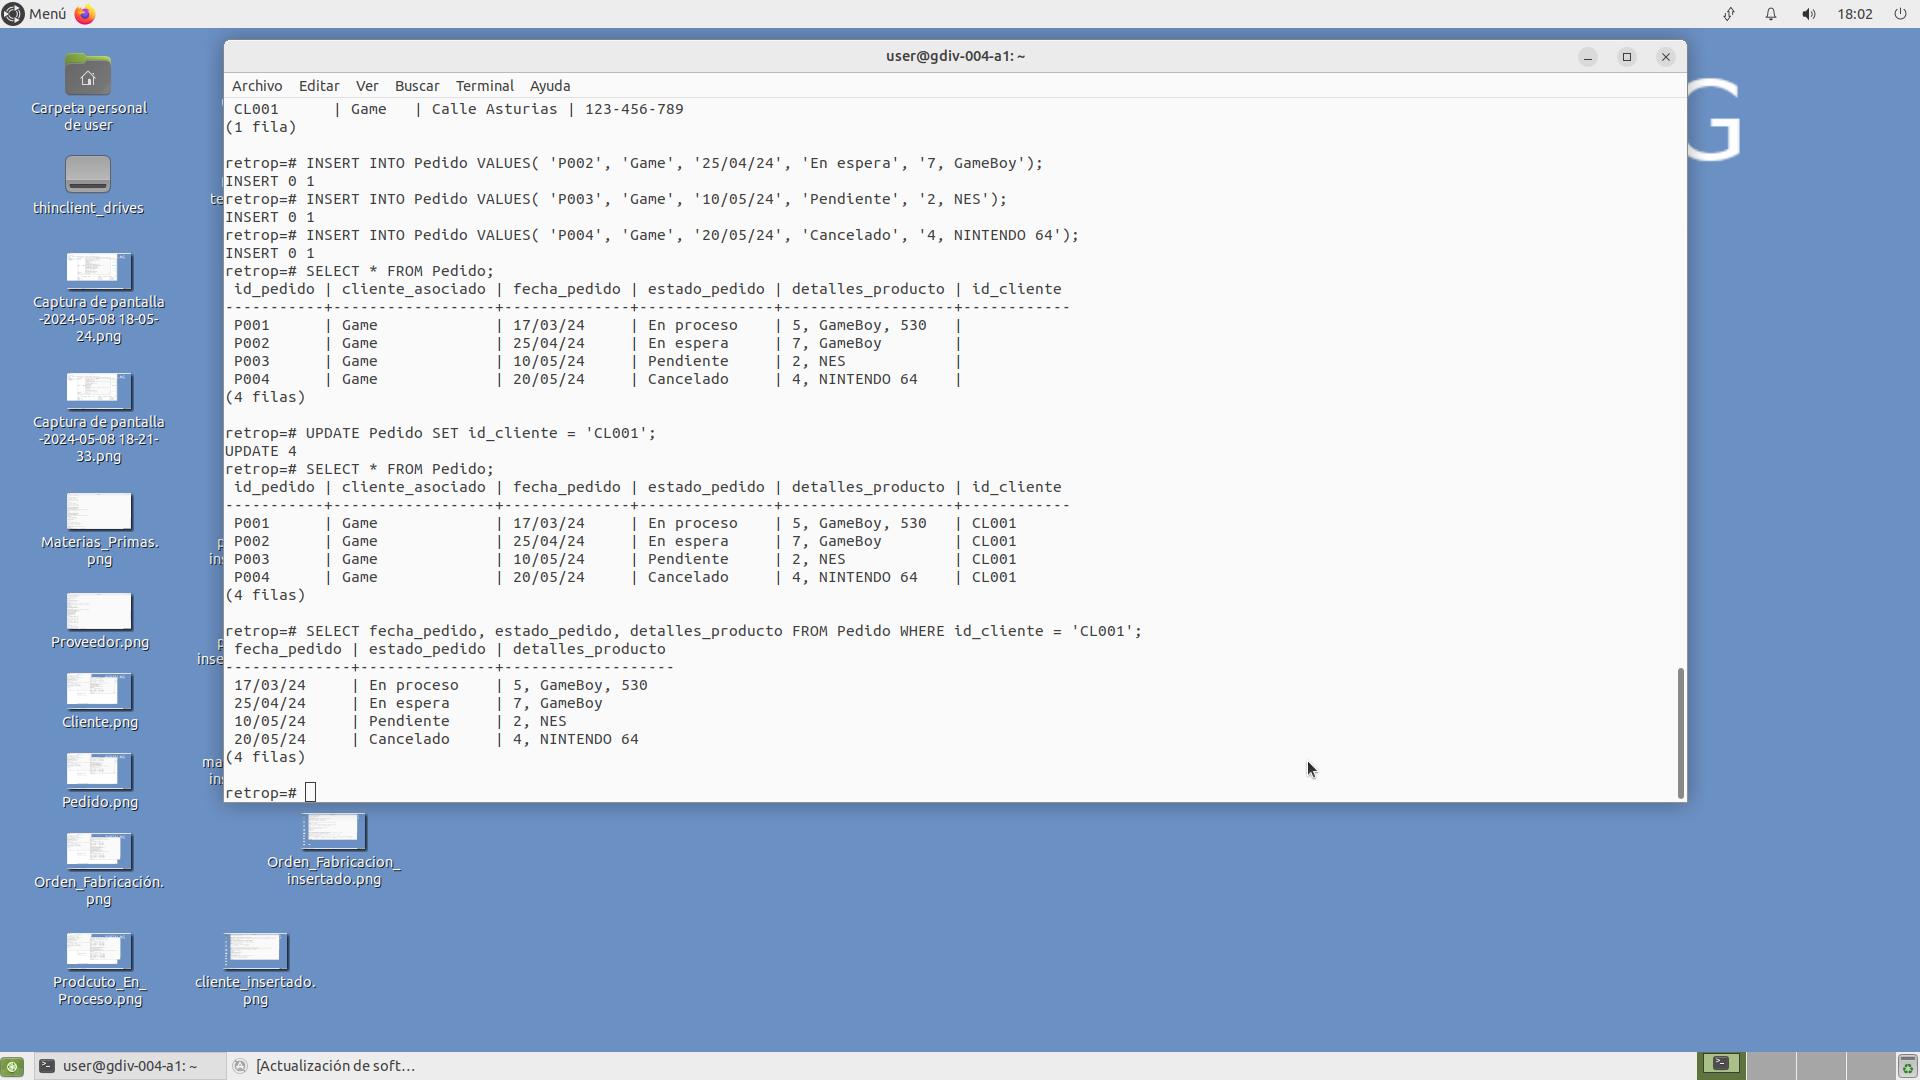 Menú
18:02
user@gdiv-004-a1: ~
Archivo Editar Ver Buscar Terminal Ayuda
 CL001      | Game   | Calle Asturias | 123-456-789
(1 fila)
retrop=# INSERT INTO Pedido VALUES( 'P002', 'Game', '25/04/24', 'En espera', '7, GameBoy');
INSERT 0 1
retrop=# INSERT INTO Pedido VALUES( 'P003', 'Game', '10/05/24', 'Pendiente', '2, NES');
INSERT 0 1
retrop=# INSERT INTO Pedido VALUES( 'P004', 'Game', '20/05/24', 'Cancelado', '4, NINTENDO 64');
INSERT 0 1
retrop=# SELECT * FROM Pedido;
 id_pedido | cliente_asociado | fecha_pedido | estado_pedido | detalles_producto | id_cliente
-----------+------------------+--------------+---------------+-------------------+------------
 P001      | Game             | 17/03/24     | En proceso    | 5, GameBoy, 530   |
 P002      | Game             | 25/04/24     | En espera     | 7, GameBoy        |
 P003      | Game             | 10/05/24     | Pendiente     | 2, NES            |
 P004      | Game             | 20/05/24     | Cancelado     | 4, NINTENDO 64    |
(4 filas)
retrop=# UPDATE Pedido SET id_cliente = 'CL001';
UPDATE 4
retrop=# SELECT * FROM Pedido;
 id_pedido | cliente_asociado | fecha_pedido | estado_pedido | detalles_producto | id_cliente
-----------+------------------+--------------+---------------+-------------------+------------
 P001      | Game             | 17/03/24     | En proceso    | 5, GameBoy, 530   | CL001
 P002      | Game             | 25/04/24     | En espera     | 7, GameBoy        | CL001
 P003      | Game             | 10/05/24     | Pendiente     | 2, NES            | CL001
 P004      | Game             | 20/05/24     | Cancelado     | 4, NINTENDO 64    | CL001
(4 filas)
retrop=# SELECT fecha_pedido, estado_pedido, detalles_producto FROM Pedido WHERE id_cliente = 'CL001';
 fecha_pedido | estado_pedido | detalles_producto
--------------+---------------+-------------------
 17/03/24     | En proceso    | 5, GameBoy, 530
 25/04/24     | En espera     | 7, GameBoy
 10/05/24     | Pendiente     | 2, NES
 20/05/24     | Cancelado     | 4, NINTENDO 64
(4 filas)
retrop=#
G
Carpeta personal
de user
thinclient_drives
Captura de pantalla
-2024-05-08 18-05-
24.png
Captura de pantalla
-2024-05-08 18-21-
33.png
Materias_Primas.
png
Proveedor.png
Cliente.png
Pedido.png
Orden_Fabricación.
png
Prodcuto_En_
Proceso.png
te
p
in
p
inse
ma
in
Orden_Fabricacion_
insertado.png
cliente_insertado.
png
user@gdiv-004-a1: ~
[Actualización de soft...